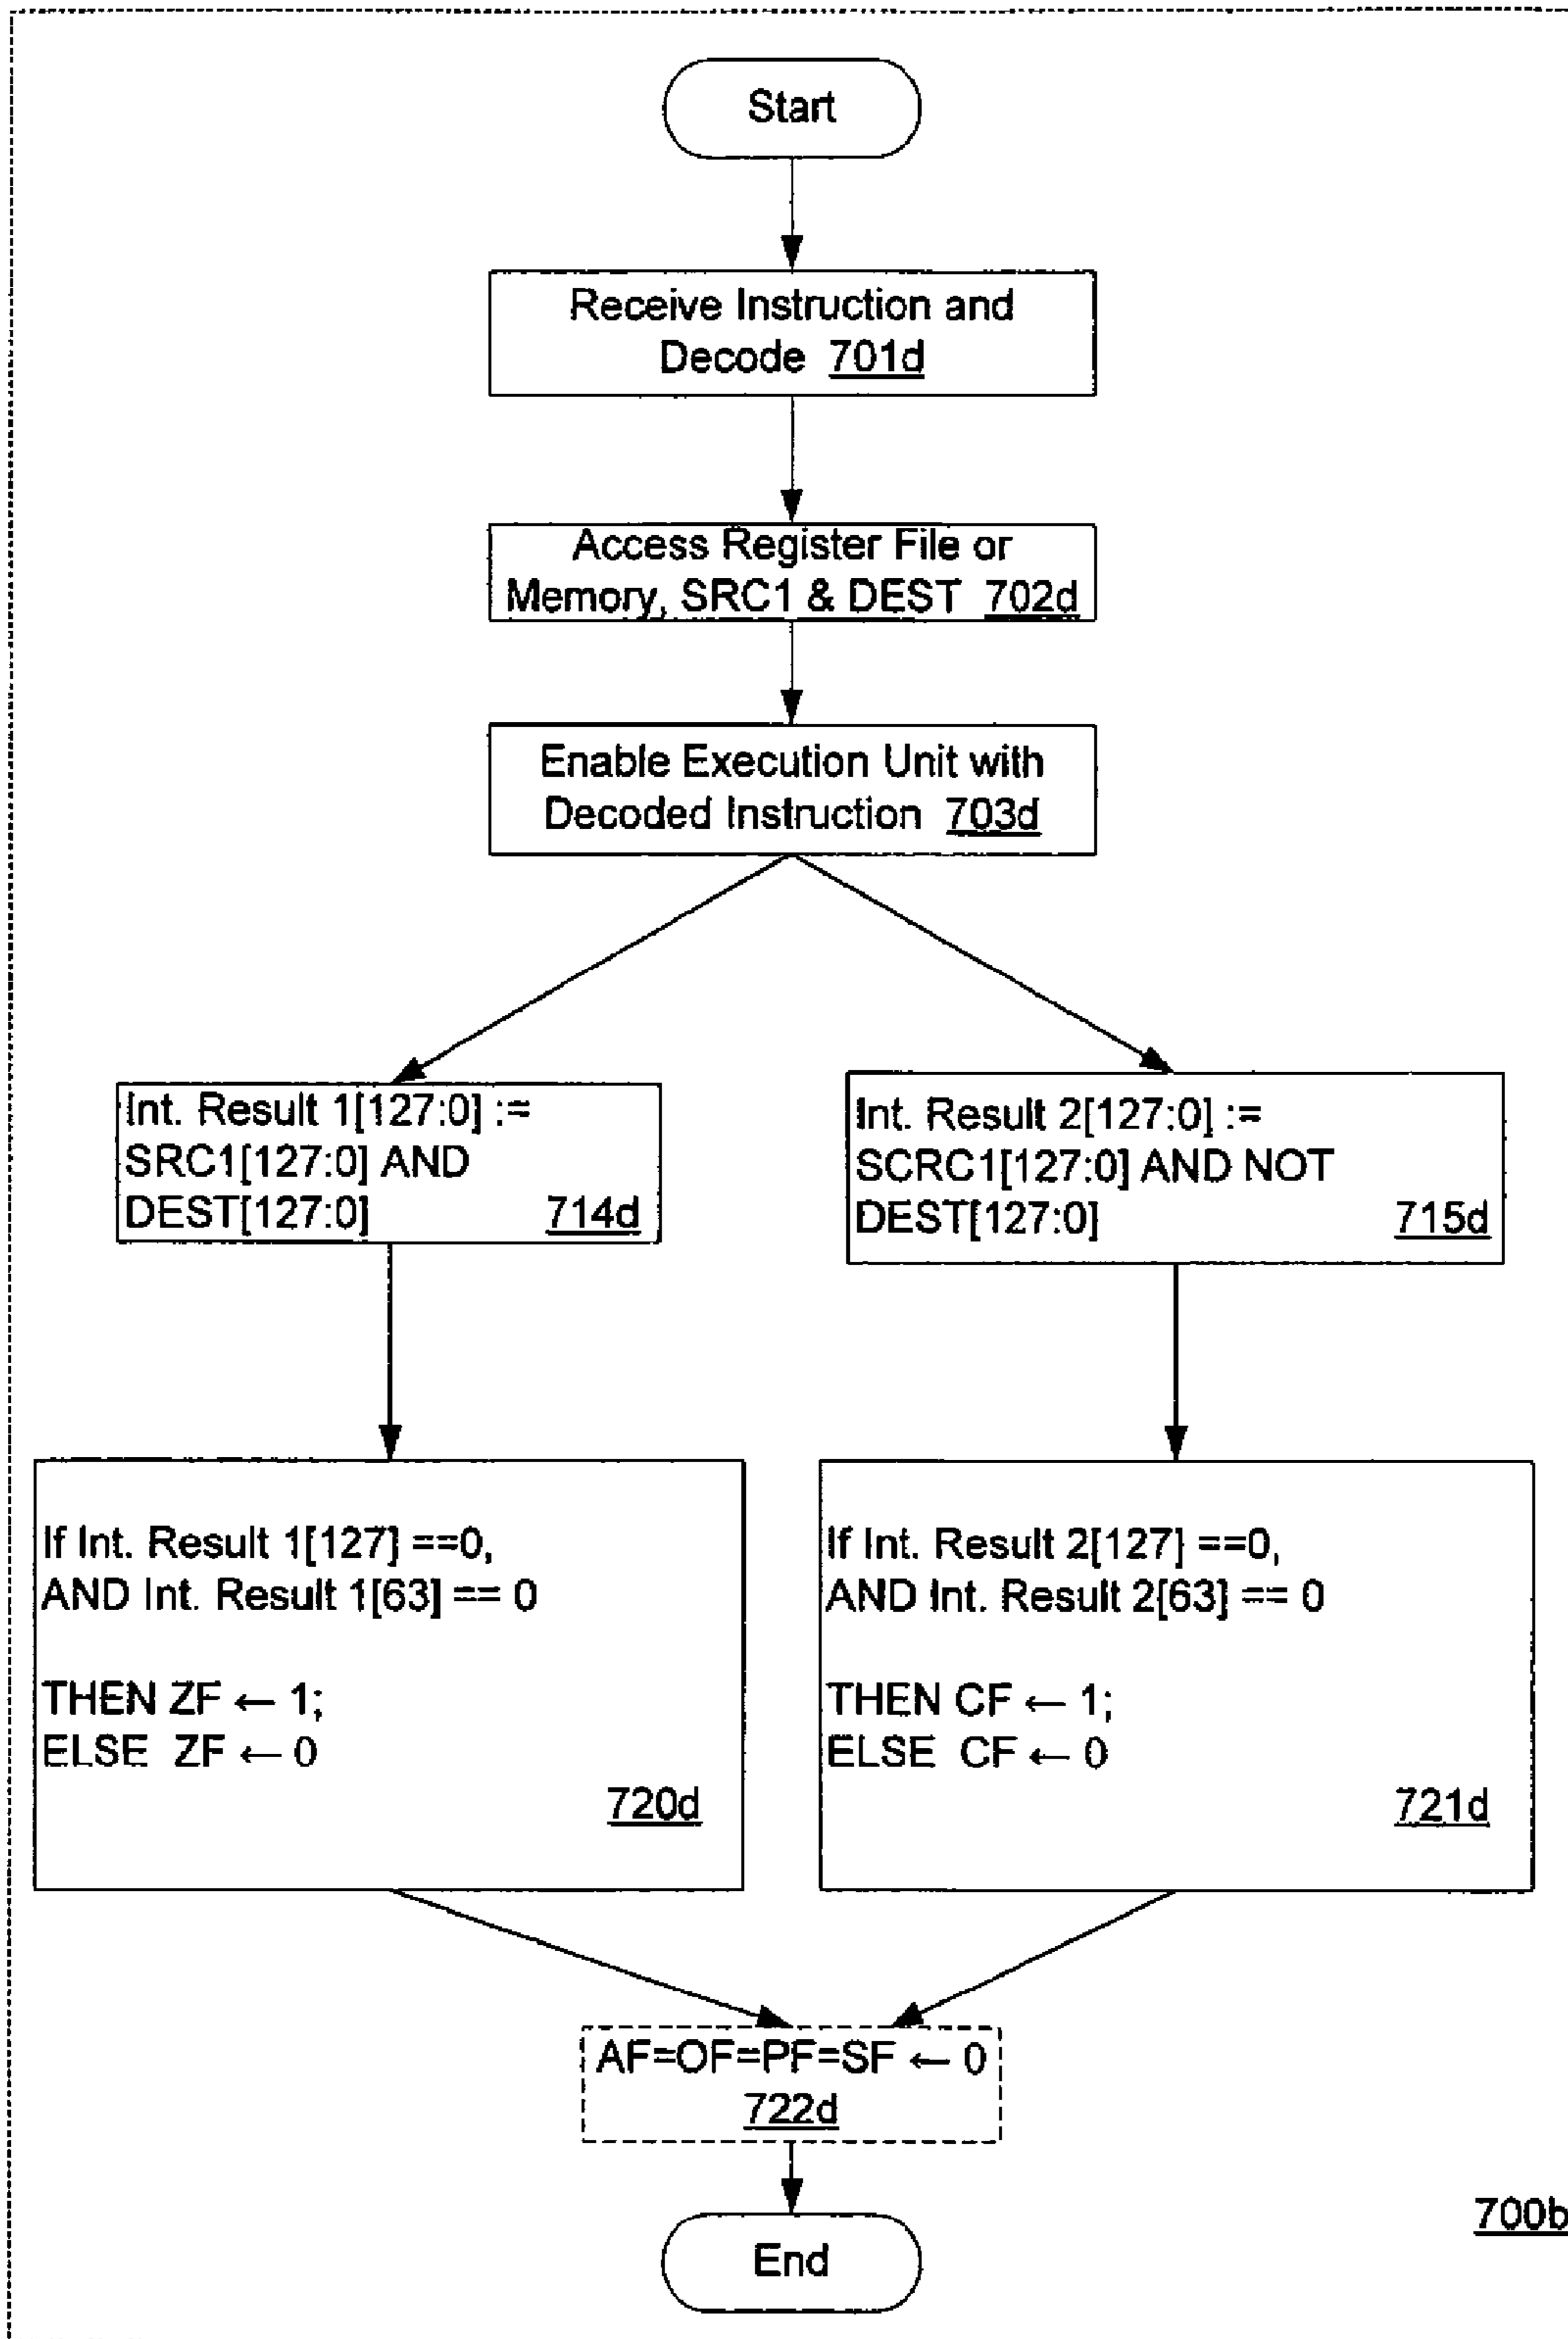 Start
Receive Instruction and
Decode 701d
Access Register File or
Memory, SRC1 & DEST 702d
Enable Execution Unit with
Decoded Instruction 703d
Int. Result 1[127:0] :=
SRC1[127:0] AND
DEST[127:0] 714d
Int. Result 2[127:0] :=
SCRC1[127:0] AND NOT
DEST[127:0] 715d
If Int. Result 1[127] ==0,
AND Int. Result 1[63] == 0
THEN ZF ← 1;
ELSE ZF ← 0
720d
If Int. Result 2[127] ==0,
AND Int. Result 2[63] == 0
THEN CF ← 1;
ELSE CF ← 0
721d
AF=OF=PF=SF ← 0
722d
End
700b